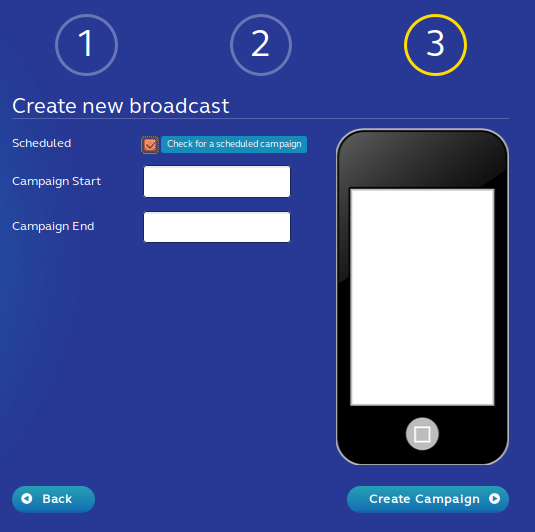 1 2 3
Create new broadcast
Scheduled Check for a scheduled campaign
Campaign Start
Campaign End
Back Create Campaign